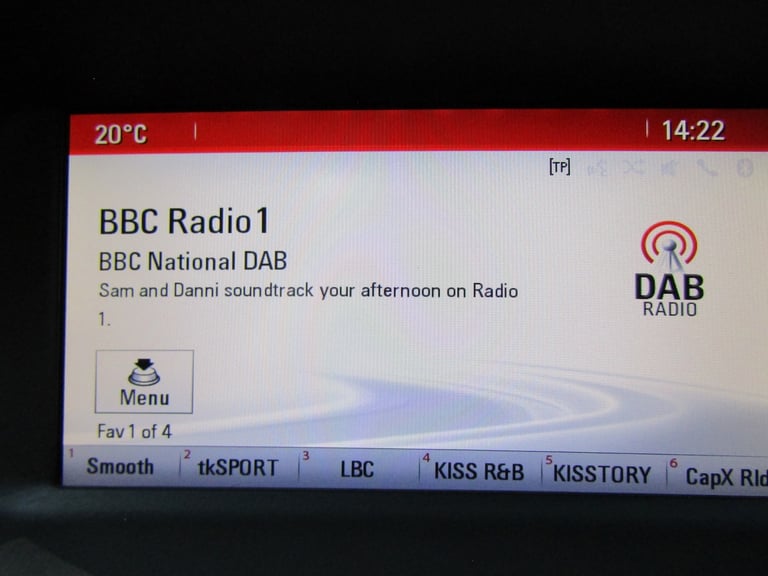 20°C
14:22
[TP]
BBC Radio 1
BBC National DAB
Sam and Danni soundtrack your afternoon on Radio
1.
DAB
RADIO
Menu
Fav 1 of 4
1 Smooth 2 tkSPORT 3 LBC 4 KISS R&B 5 KISSTORY 6 CapX Rld